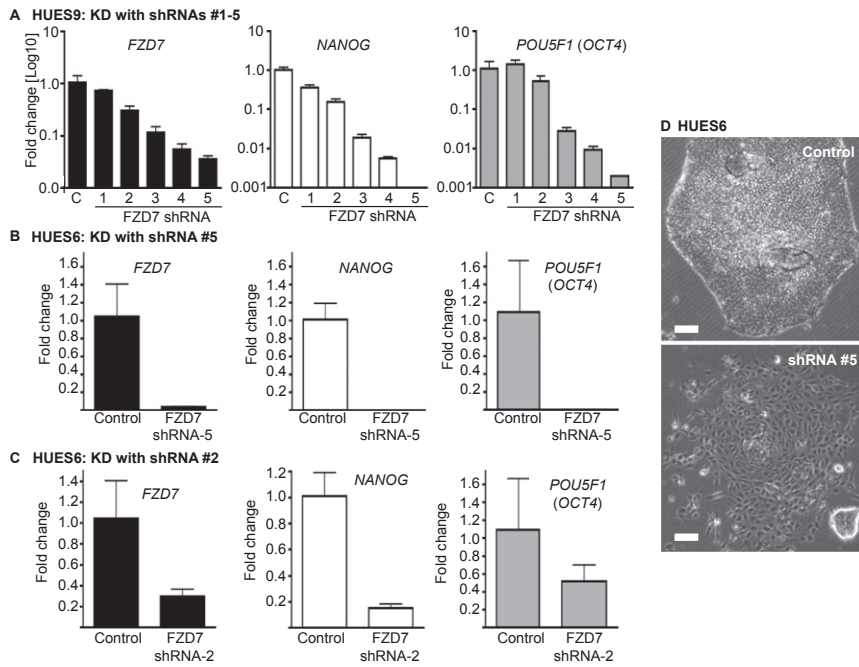 A HUES9: KD with shRNAs #1-5
FZD7
NANOG
POU5F1 (OCT4)
Fold change [Log10]
10.0
1.0
0.1
0.0
C 1 2 3 4 5
FZD7 shRNA
10.0
1.0
0.1
0.01
0.001
C 1 2 3 4 5
FZD7 shRNA
10.0
1.0
0.1
0.01
0.001
C 1 2 3 4 5
FZD7 shRNA
B HUES6: KD with shRNA #5
FZD7
Fold change
1.6
1.4
1.2
1.0
0.8
0.6
0.4
0.2
Control FZD7
shRNA-5
NANOG
Fold change
1.6
1.4
1.2
1.0
0.8
0.6
0.4
0.2
Control FZD7
shRNA-5
POU5F1
(OCT4)
Fold change
1.6
1.4
1.2
1.0
0.8
0.6
0.4
0.2
Control FZD7
shRNA-5
C HUES6: KD with shRNA #2
FZD7
Fold change
1.4
1.2
1.0
0.8
0.6
0.4
0.2
Control FZD7
shRNA-2
NANOG
Fold change
1.2
1.0
0.8
0.6
0.4
0.2
Control FZD7
shRNA-2
POU5F1
(OCT4)
Fold change
1.6
1.4
1.2
1.0
0.8
0.6
0.4
0.2
Control FZD7
shRNA-2
D HUES6
Control
shRNA #5